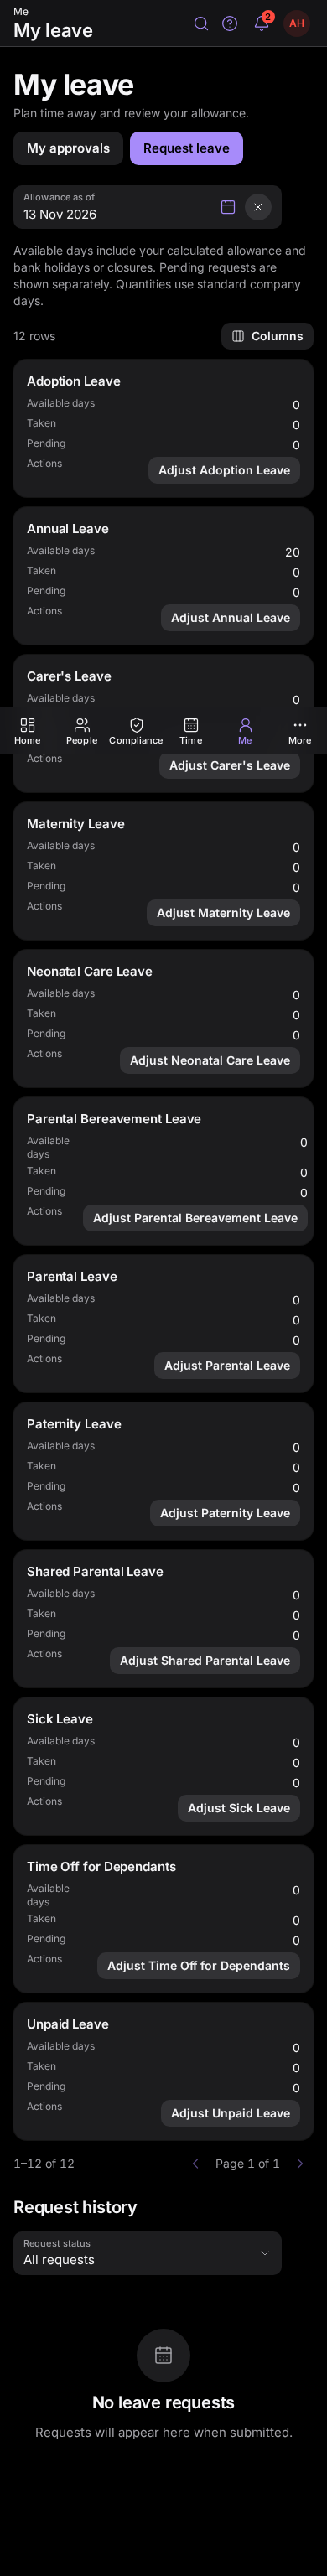 Me
My leave
2
AH
My leave
Plan time away and review your allowance.
My approvals
Request leave
Allowance as of
13 Nov 2026
Available days include your calculated allowance and
bank holidays or closures. Pending requests are
shown separately. Quantities use standard company
days.
12 rows
Columns
Adoption Leave
Available days 0
Taken 0
Pending 0
Actions
Adjust Adoption Leave
Annual Leave
Available days 20
Taken 0
Pending 0
Actions
Adjust Annual Leave
Carer's Leave
Available days 0
Home
People
Compliance
Time
Me
More
Actions
Adjust Carer's Leave
Maternity Leave
Available days 0
Taken 0
Pending 0
Actions
Adjust Maternity Leave
Neonatal Care Leave
Available days 0
Taken 0
Pending 0
Actions
Adjust Neonatal Care Leave
Parental Bereavement Leave
Available 0
days
Taken 0
Pending 0
Actions
Adjust Parental Bereavement Leave
Parental Leave
Available days 0
Taken 0
Pending 0
Actions
Adjust Parental Leave
Paternity Leave
Available days 0
Taken 0
Pending 0
Actions
Adjust Paternity Leave
Shared Parental Leave
Available days 0
Taken 0
Pending 0
Actions
Adjust Shared Parental Leave
Sick Leave
Available days 0
Taken 0
Pending 0
Actions
Adjust Sick Leave
Time Off for Dependants
Available 0
days
Taken 0
Pending 0
Actions
Adjust Time Off for Dependants
Unpaid Leave
Available days 0
Taken 0
Pending 0
Actions
Adjust Unpaid Leave
1–12 of 12
Page 1 of 1
Request history
Request status
All requests
No leave requests
Requests will appear here when submitted.